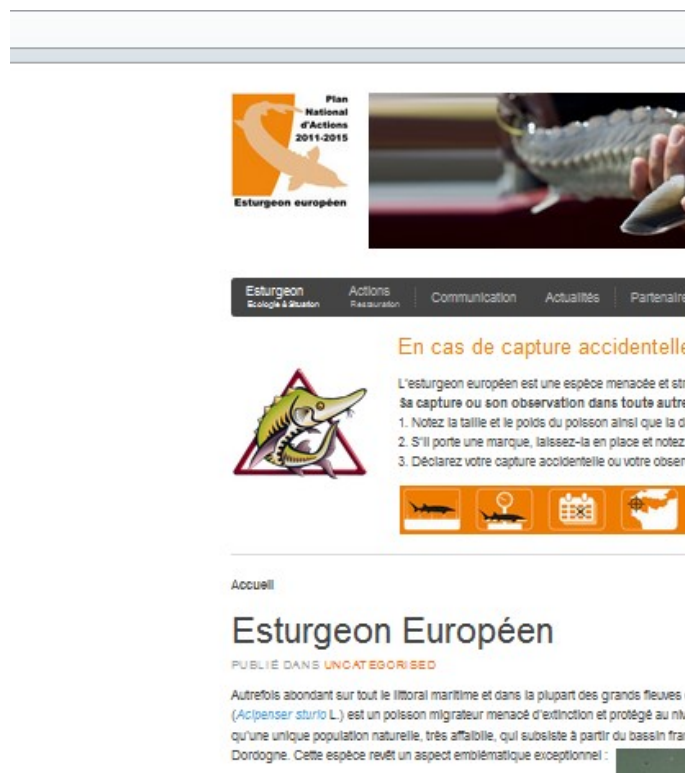 Plan
National
d'Actions
2011-2015
Esturgeon européen
Esturgeon
Ecologie & Situation
Actions
Restauration
Communication
Actualités
Partenaire
En cas de capture accidentelle
L'esturgeon européen est une espèce menacée et str
Sa capture ou son observation dans toute autre
1. Notez la taille et le poids du poisson ainsi que la d
2. S'il porte une marque, laissez-la en place et notez
3. Déclarez votre capture accidentelle ou votre obser
Accueil
Esturgeon Européen
PUBLIÉ DANS UNCATEGORISED
Autrefois abondant sur tout le littoral maritime et dans la plupart des grands fleuves
(Acipenser sturio L.) est un poisson migrateur menacé d'extinction et protégé au niv
qu'une unique population naturelle, très affaiblie, qui subsiste à partir du bassin fra
Dordogne. Cette espèce revêt un aspect emblématique exceptionnel :